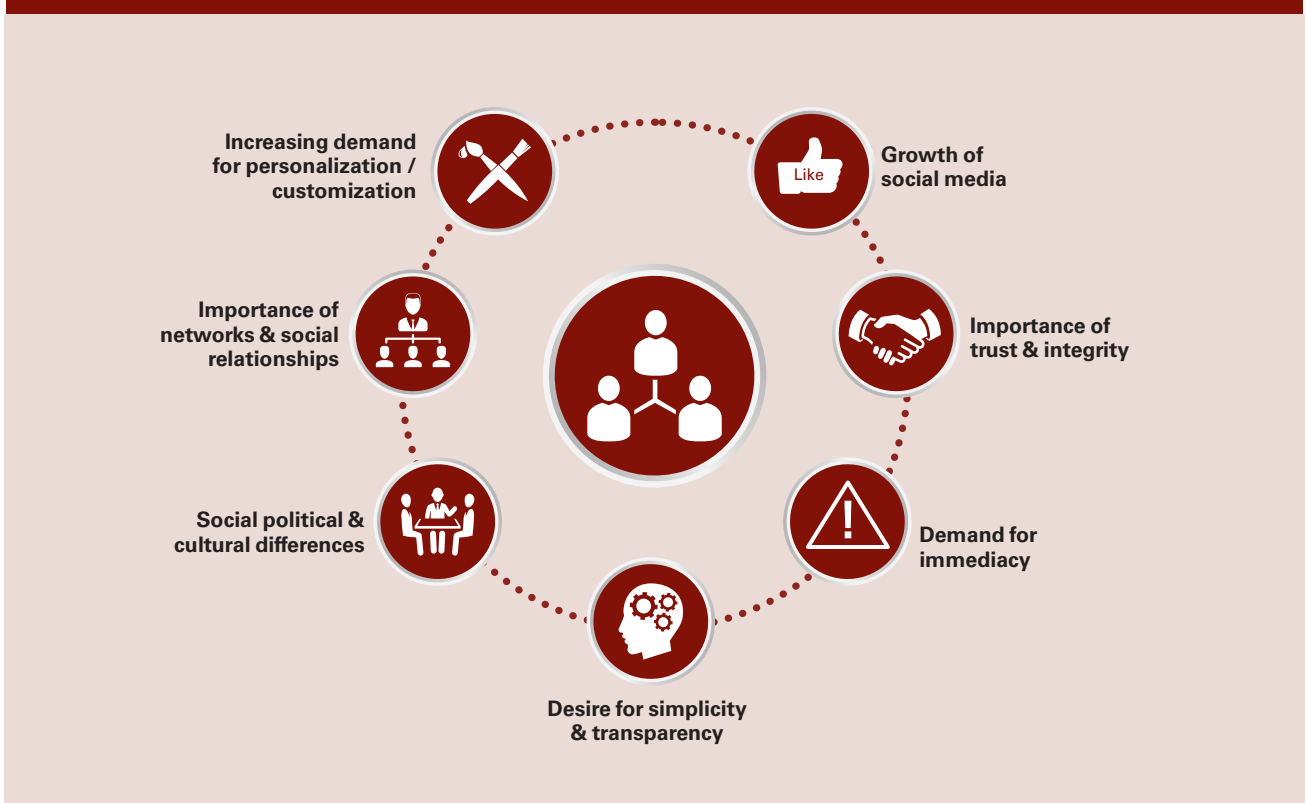 Increasing demand
for personalization /
customization
Like
Growth of
social media
Importance of
networks & social
relationships
Importance of
trust & integrity
Social political &
cultural differences
Demand for
immediacy
Desire for simplicity
& transparency